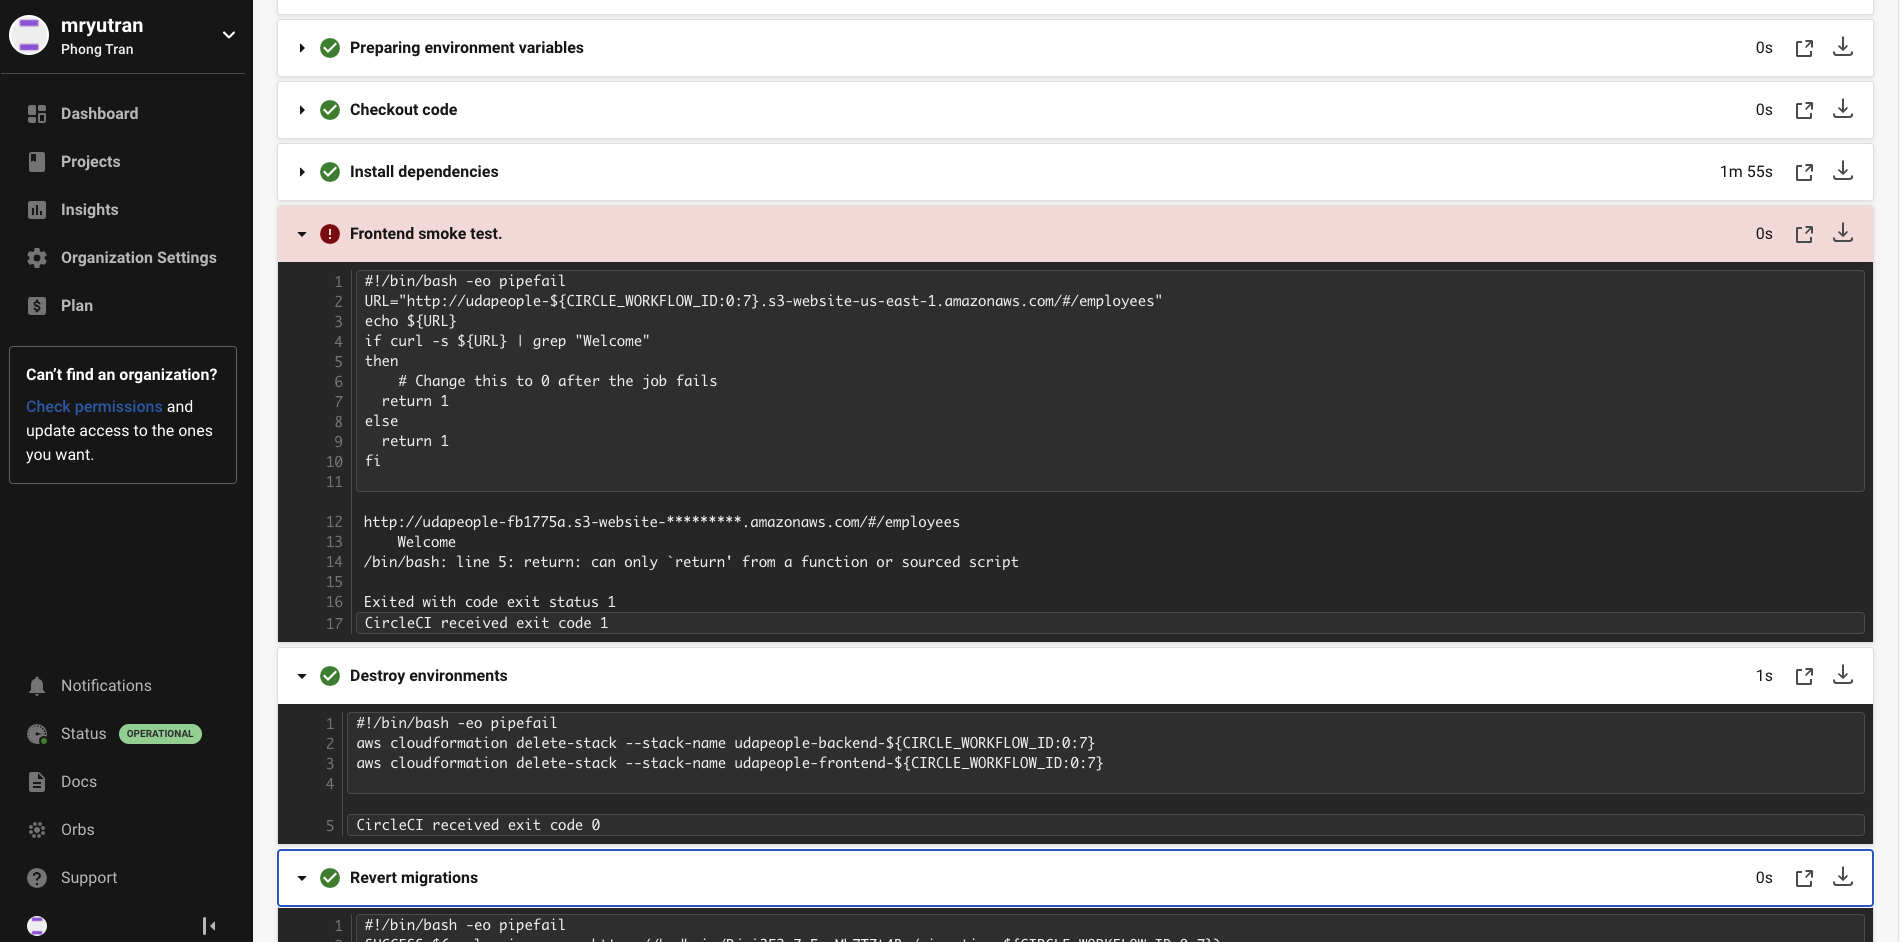 mryutran
Phong Tran
Dashboard
Projects
Insights
Organization Settings
Plan
Can’t find an organization?
Check permissions and
update access to the ones
you want.
Notifications
Status OPERATIONAL
Docs
Orbs
Support
Preparing environment variables 0s
Checkout code 0s
Install dependencies 1m 55s
Frontend smoke test. 0s
1 #!/bin/bash -eo pipefail
2 URL="http://udapeople-${CIRCLE_WORKFLOW_ID:0:7}.s3-website-us-east-1.amazonaws.com/#/employees"
3 echo ${URL}
4 if curl -s ${URL} | grep "Welcome"
5 then
6 # Change this to 0 after the job fails
7 return 1
8 else
9 return 1
10 fi
11
12 http://udapeople-fb1775a.s3-website-*********.amazonaws.com/#/employees
13 Welcome
14 /bin/bash: line 5: return: can only `return' from a function or sourced script
15
16 Exited with code exit status 1
17 CircleCI received exit code 1
Destroy environments 1s
1 #!/bin/bash -eo pipefail
2 aws cloudformation delete-stack --stack-name udapeople-backend-${CIRCLE_WORKFLOW_ID:0:7}
3 aws cloudformation delete-stack --stack-name udapeople-frontend-${CIRCLE_WORKFLOW_ID:0:7}
4
5 CircleCI received exit code 0
Revert migrations 0s
1 #!/bin/bash -eo pipefail